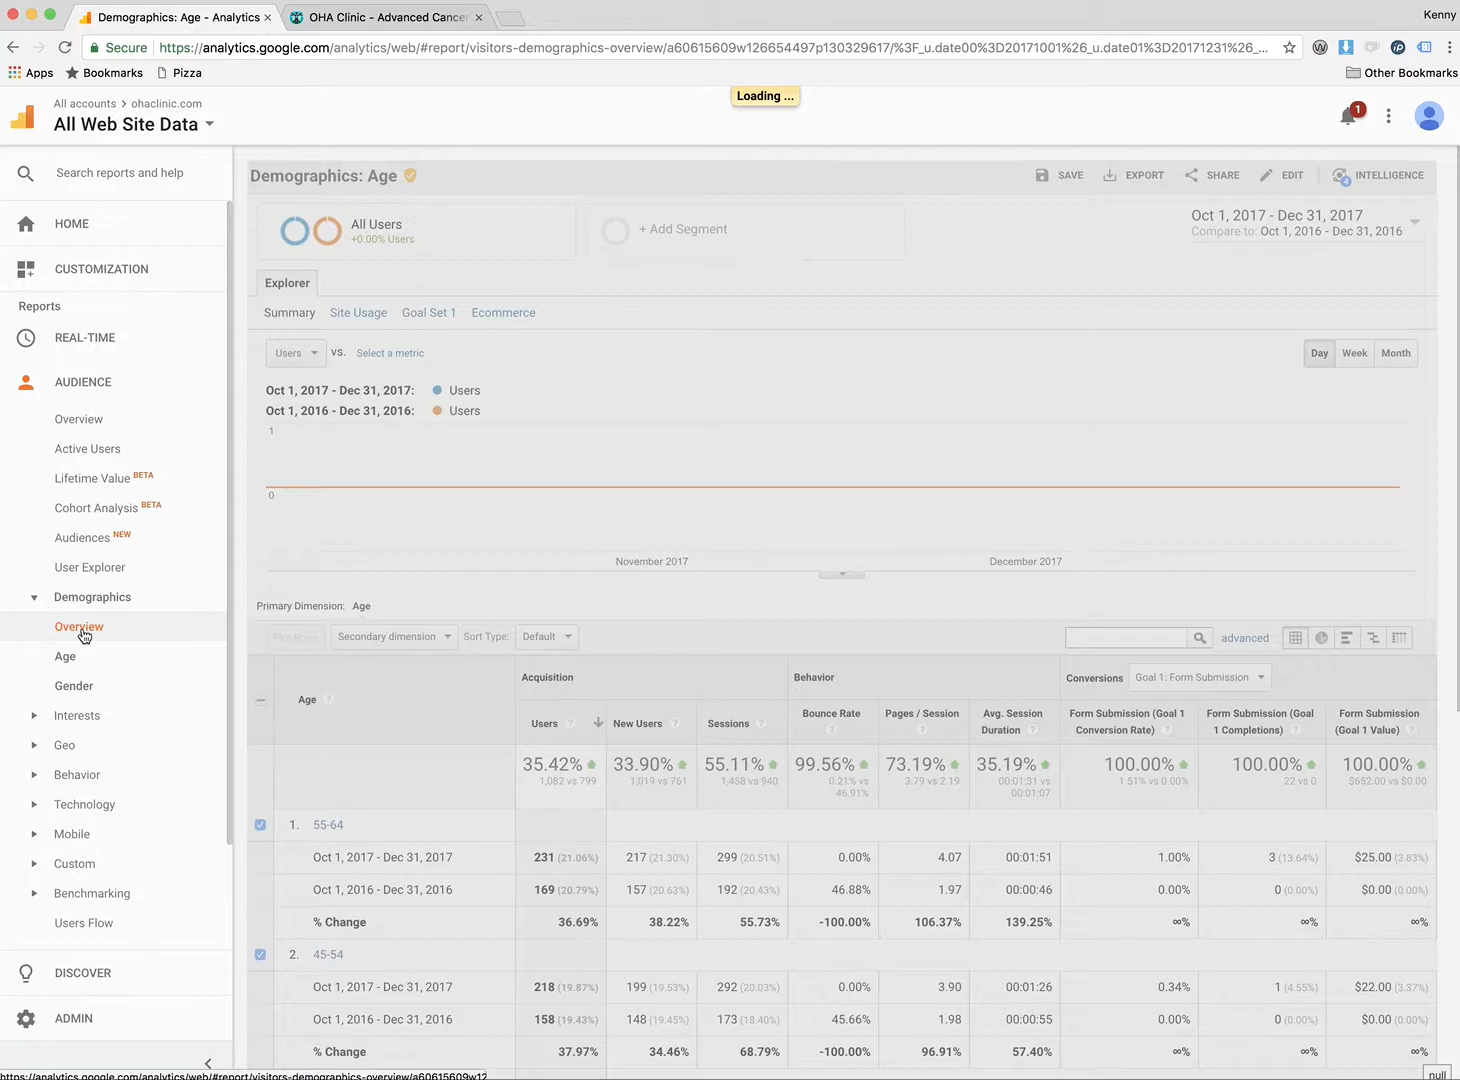 Demographics: Age - Analytics
OHA Clinic - Advanced Cancer
Kenny
Secure
https://analytics.google.com/analytics/web/#report/visitors-demographics-overview/a60615609w126654497p130329617/%3F_u.date00%3D20171001%26_u.date01%3D20171231%26_...
Apps
Bookmarks
Pizza
Other Bookmarks
Loading ...
All accounts > ohaclinic.com
All Web Site Data
1
Search reports and help
HOME
CUSTOMIZATION
Reports
REAL-TIME
AUDIENCE
Overview
Active Users
Lifetime Value BETA
Cohort Analysis BETA
Audiences NEW
User Explorer
Demographics
Overview
Age
Gender
Interests
Geo
Behavior
Technology
Mobile
Custom
Benchmarking
Users Flow
DISCOVER
ADMIN
Demographics: Age
SAVE
EXPORT
SHARE
EDIT
4
INTELLIGENCE
All Users
+0.00% Users
+ Add Segment
Oct 1, 2017 - Dec 31, 2017
Compare to: Oct 1, 2016 - Dec 31, 2016
Explorer
Summary Site Usage Goal Set 1 Ecommerce
Users VS. Select a metric
Day Week Month
Oct 1, 2017 - Dec 31, 2017: Users
Oct 1, 2016 - Dec 31, 2016: Users
1
0
November 2017
December 2017
Primary Dimension: Age
Plot Rows Secondary dimension Sort Type: Default
advanced
Age
Acquisition
Behavior
Conversions Goal 1: Form Submission
Users
New Users
Sessions
Bounce Rate
Pages / Session
Avg. Session Duration
Form Submission (Goal 1 Conversion Rate)
Form Submission (Goal 1 Completions)
Form Submission (Goal 1 Value)
35.42% 33.90% 55.11% 99.56% 73.19% 35.19% 100.00% 100.00% 100.00%
1,082 vs 799 1,019 vs 761 1,458 vs 940 0.21% vs 46.91% 3.79 vs 2.19 00:01:31 vs 00:01:07 1.51% vs 0.00% 22 vs 0 $652.00 vs $0.00
1. 55-64
Oct 1, 2017 - Dec 31, 2017 231 (21.06%) 217 (21.30%) 299 (20.51%) 0.00% 4.07 00:01:51 1.00% 3 (13.64%) $25.00 (3.83%)
Oct 1, 2016 - Dec 31, 2016 169 (20.79%) 157 (20.63%) 192 (20.43%) 46.88% 1.97 00:00:46 0.00% 0 (0.00%) $0.00 (0.00%)
% Change 36.69% 38.22% 55.73% -100.00% 106.37% 139.25% ∞% ∞% ∞%
2. 45-54
Oct 1, 2017 - Dec 31, 2017 218 (19.87%) 199 (19.53%) 292 (20.03%) 0.00% 3.90 00:01:26 0.34% 1 (4.55%) $22.00 (3.37%)
Oct 1, 2016 - Dec 31, 2016 158 (19.43%) 148 (19.45%) 173 (18.40%) 45.66% 1.98 00:00:55 0.00% 0 (0.00%) $0.00 (0.00%)
% Change 37.97% 34.46% 68.79% -100.00% 96.91% 57.40% ∞% ∞% ∞%
https://analytics.google.com/analytics/web/#report/visitors-demographics-overview/a60615609w12
null